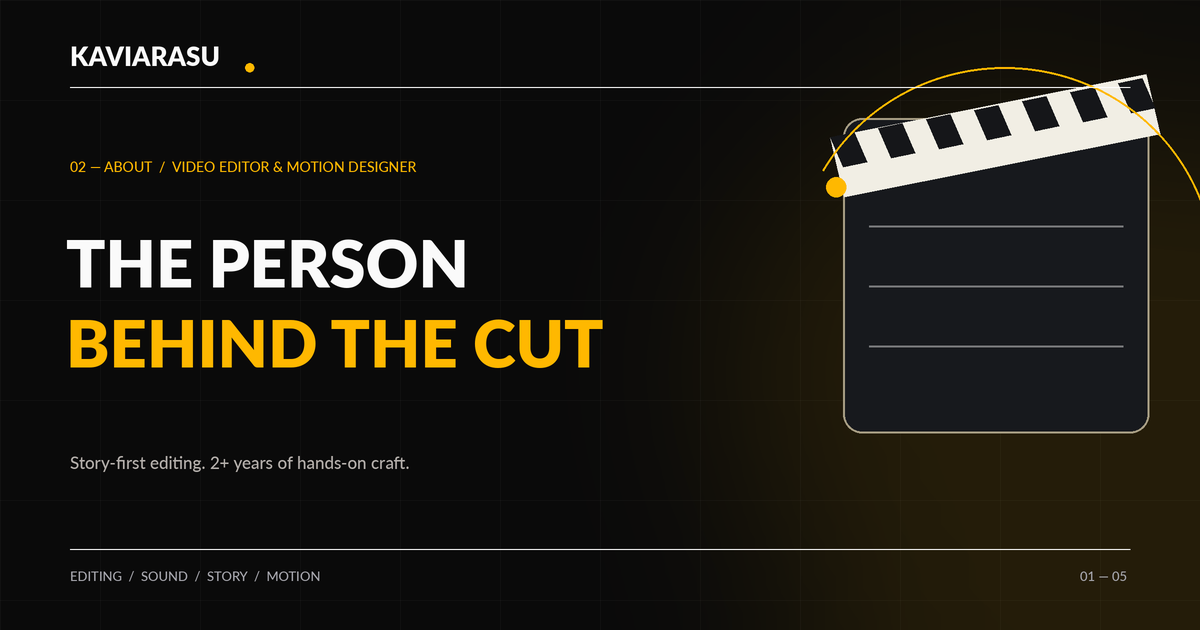 KAVIARASU
02 — ABOUT / VIDEO EDITOR & MOTION DESIGNER
THE PERSON
BEHIND THE CUT
Story-first editing. 2+ years of hands-on craft.
EDITING / SOUND / STORY / MOTION
01 — 05